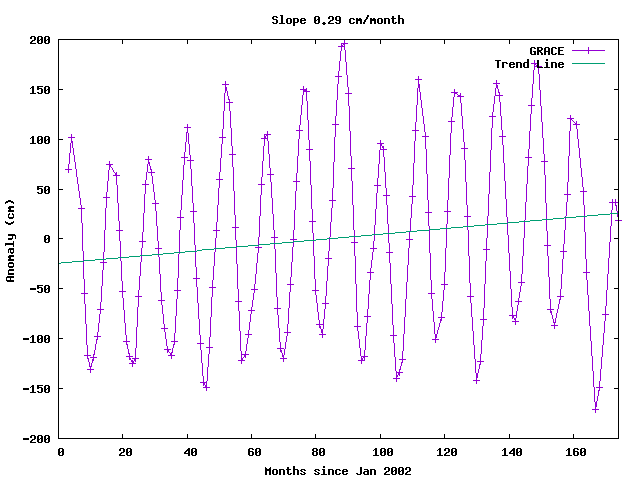 Slope 0.29 cm/month
GRACE
Trend Line
Anomaly (cm)
200
150
100
50
0
-50
-100
-150
-200
0 20 40 60 80 100 120 140 160
Months since Jan 2002